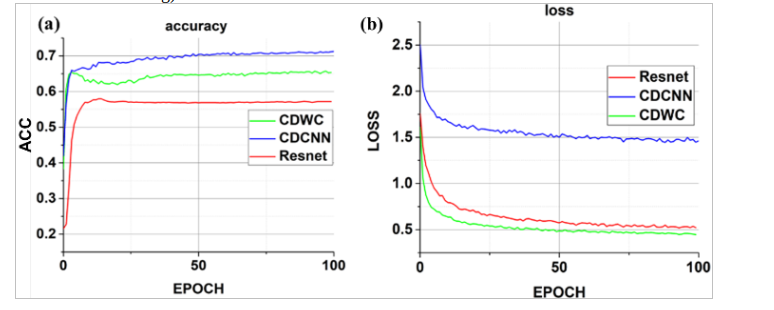 (a)
accuracy
0.7
0.6
0.5
0.4
0.3
0.2
ACC
CDWC
CDCNN
Resnet
0
50
100
EPOCH
(b)
loss
2.5
2.0
1.5
1.0
0.5
LOSS
Resnet
CDCNN
CDWC
0
50
100
EPOCH